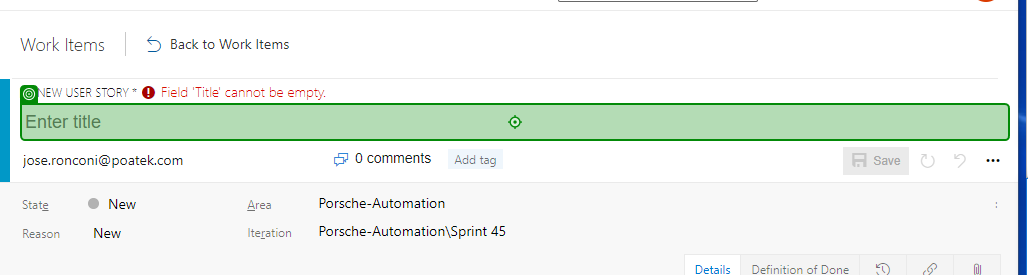 Work Items
Back to Work Items
NEW USER STORY * Field 'Title' cannot be empty.
Enter title
jose.ronconi@poatek.com 0 comments Add tag Save
State New Area Porsche-Automation
Reason New Iteration Porsche-Automation\Sprint 45
Details Definition of Done